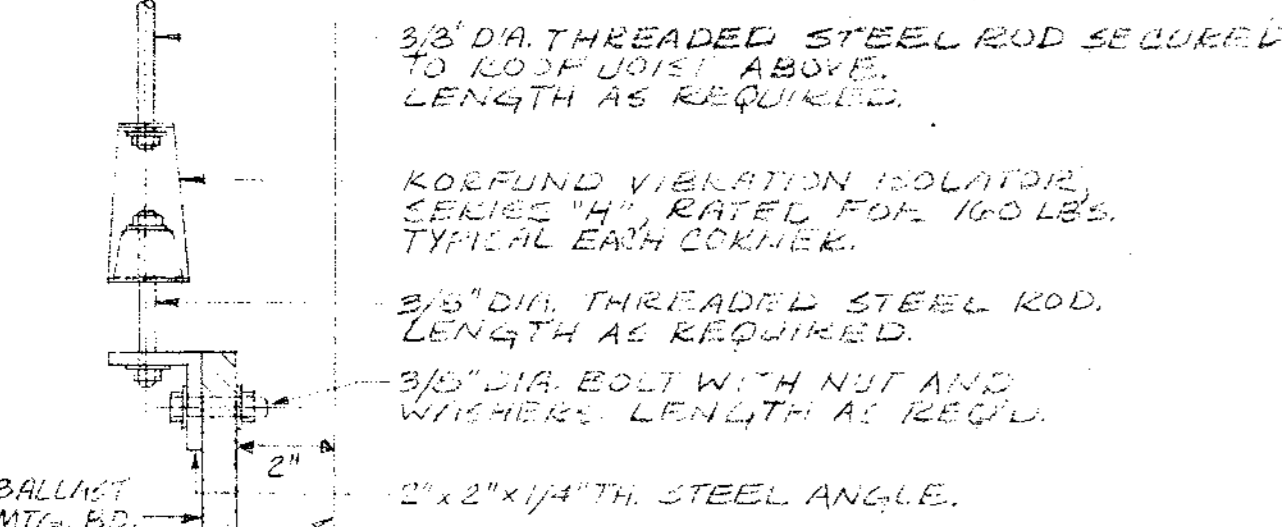 3/8" DIA. THREADED STEEL ROD SECURED
TO ROOF JOIST ABOVE.
LENGTH AS REQUIRED.
KORFUND VIBRATION ISOLATOR,
SERIES "H", RATED FOR 160 LBS.
TYPICAL EACH CORNER.
3/8" DIA. THREADED STEEL ROD.
LENGTH AS REQUIRED.
3/8" DIA. BOLT WITH NUT AND
WASHERS. LENGTH AS REQ'D.
2"
2" x 2" x 1/4" TH. STEEL ANGLE.
BALLAST
MTG. BD.